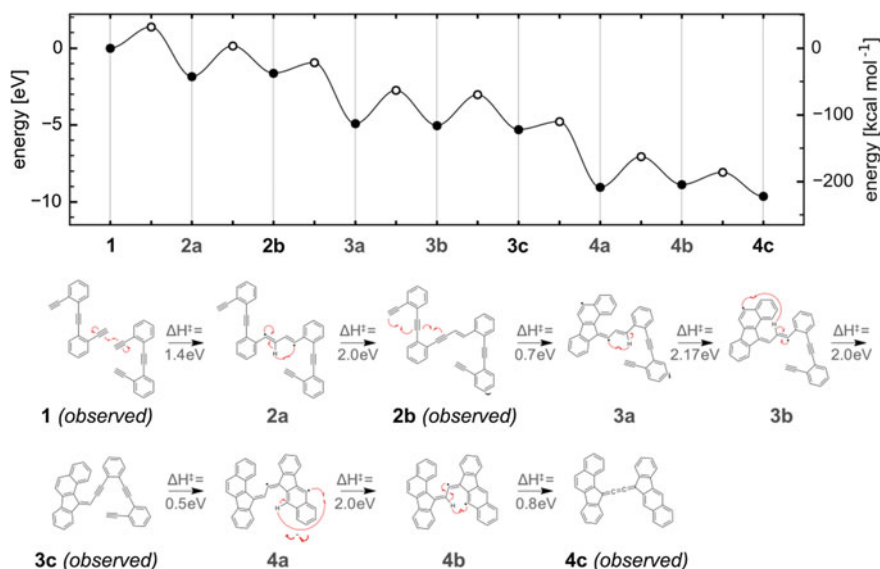 energy [eV]
0
−5
−10
energy [kcal mol⁻¹]
0
−100
−200
1 2a 2b 3a 3b 3c 4a 4b 4c
ΔH‡= 1.4eV
ΔH‡= 2.0eV
ΔH‡= 0.7eV
ΔH‡= 2.17eV
ΔH‡= 2.0eV
H
H
H
H
1 (observed) 2a 2b (observed) 3a 3b
ΔH‡= 0.5eV
ΔH‡= 2.0eV
ΔH‡= 0.8eV
H
H
3c (observed) 4a 4b 4c (observed)